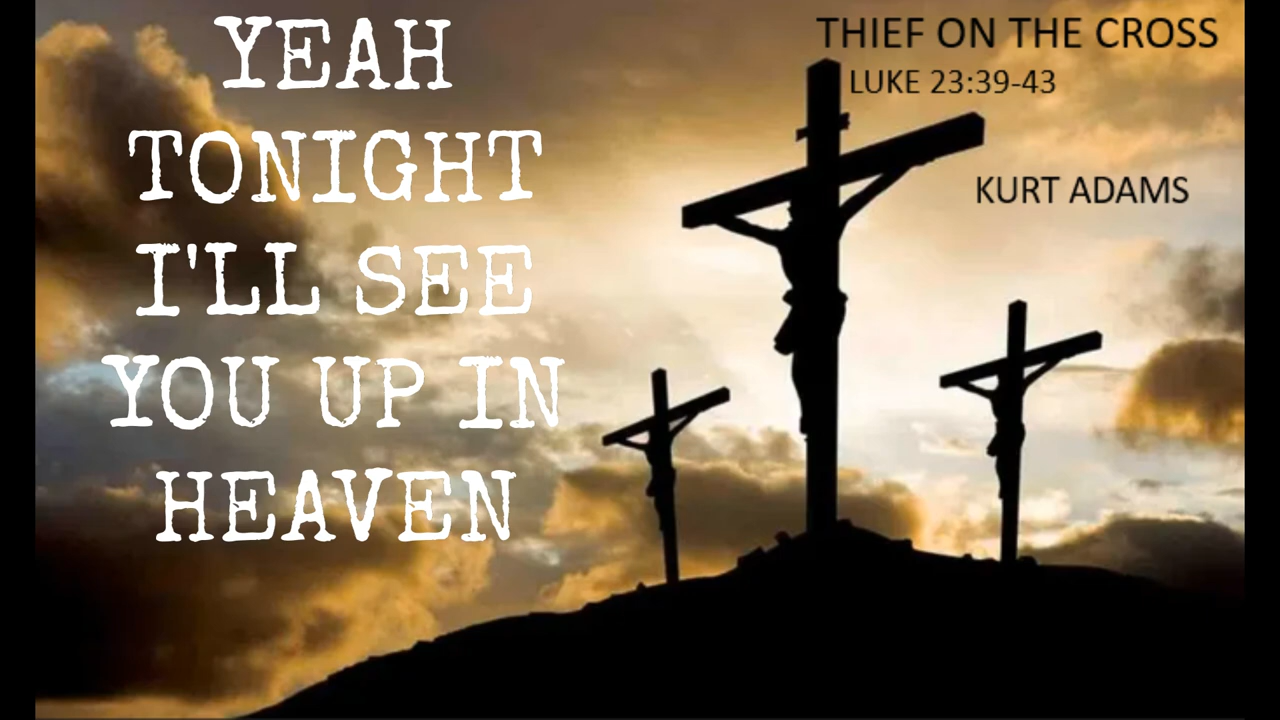 YEAH
TONIGHT
I'LL SEE
YOU UP IN
HEAVEN
THIEF ON THE CROSS
LUKE 23:39-43
KURT ADAMS